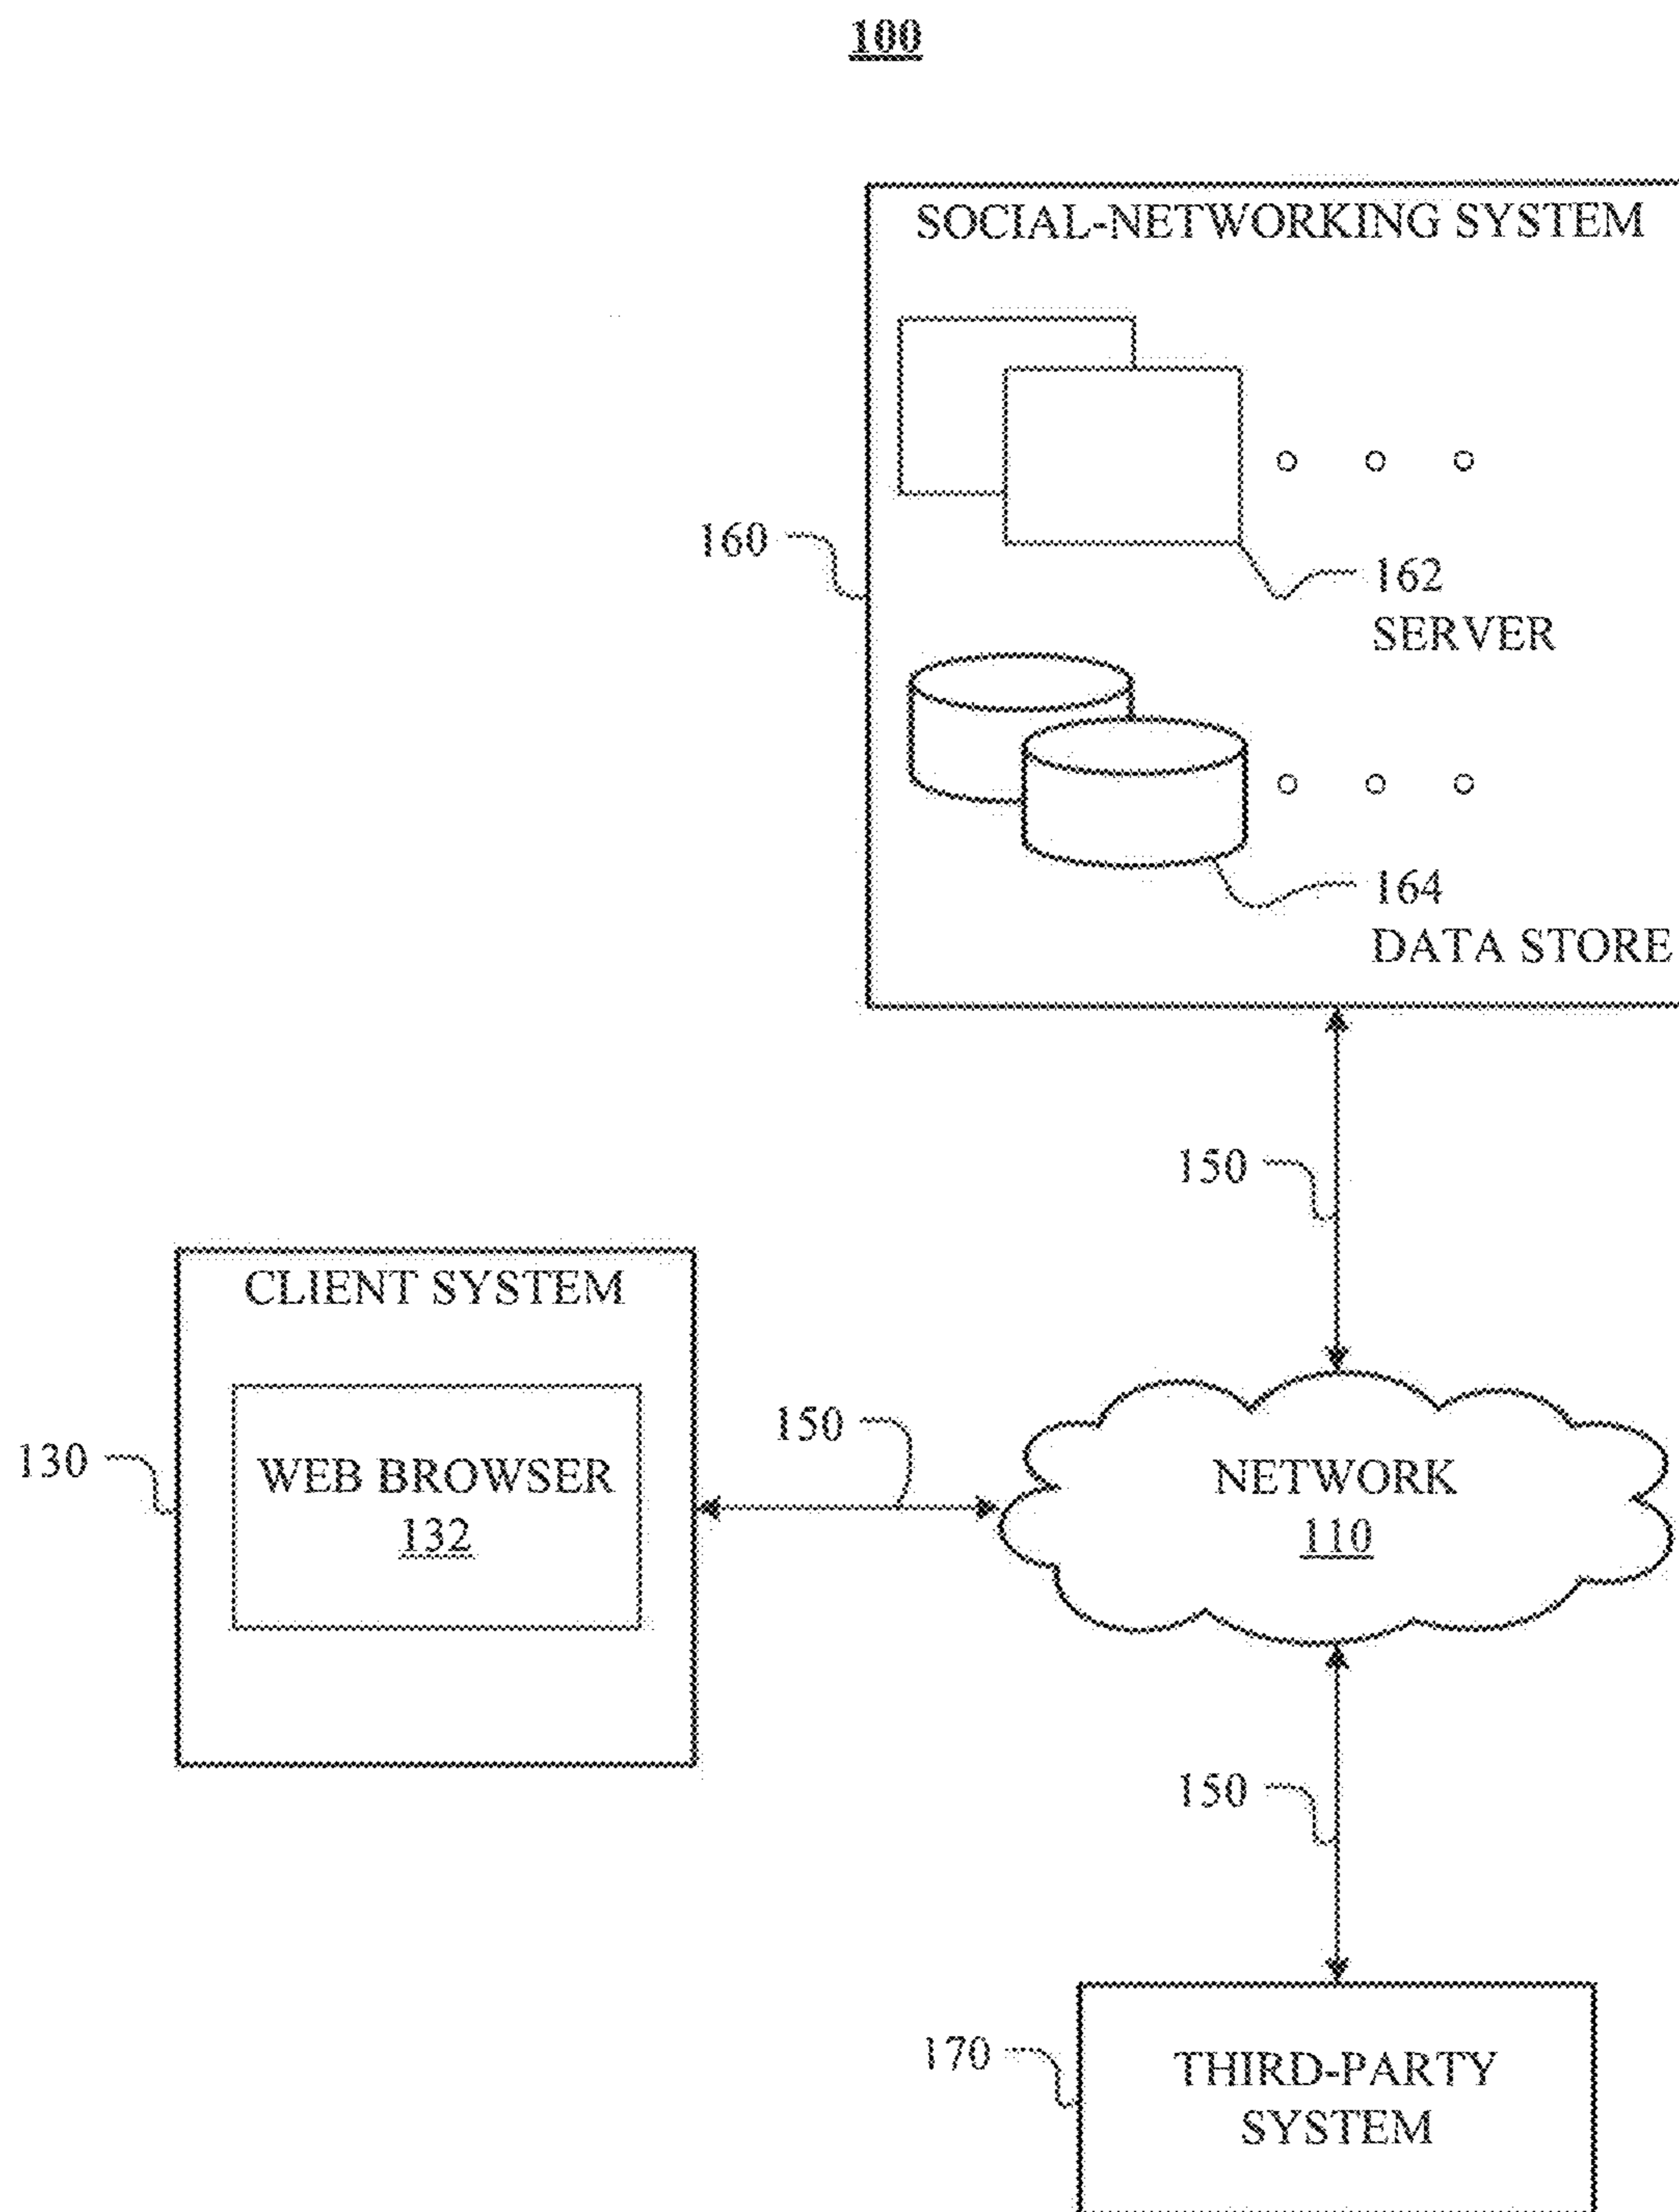 100
SOCIAL-NETWORKING SYSTEM
160
162
SERVER
164
DATA STORE
150
CLIENT SYSTEM
130
WEB BROWSER
132
150
NETWORK
110
150
170
THIRD-PARTY
SYSTEM